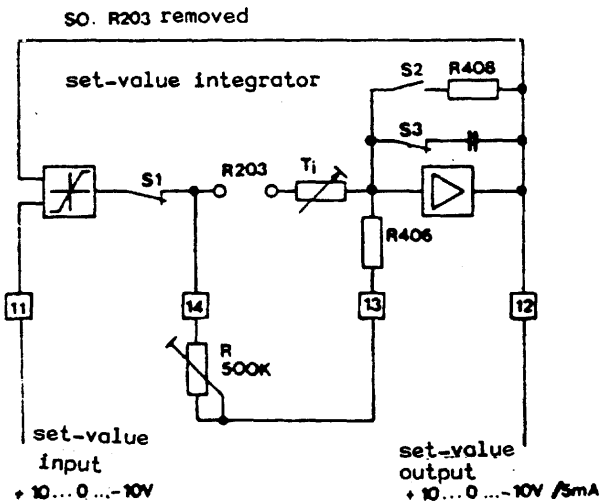 SO. R203 removed
set-value integrator
S2
R408
S3
S1
R203
Ti
R406
11
14
13
12
R
500K
set-value
input
+ 10...0...-10V
set-value
output
+ 10...0...-10V /5mA